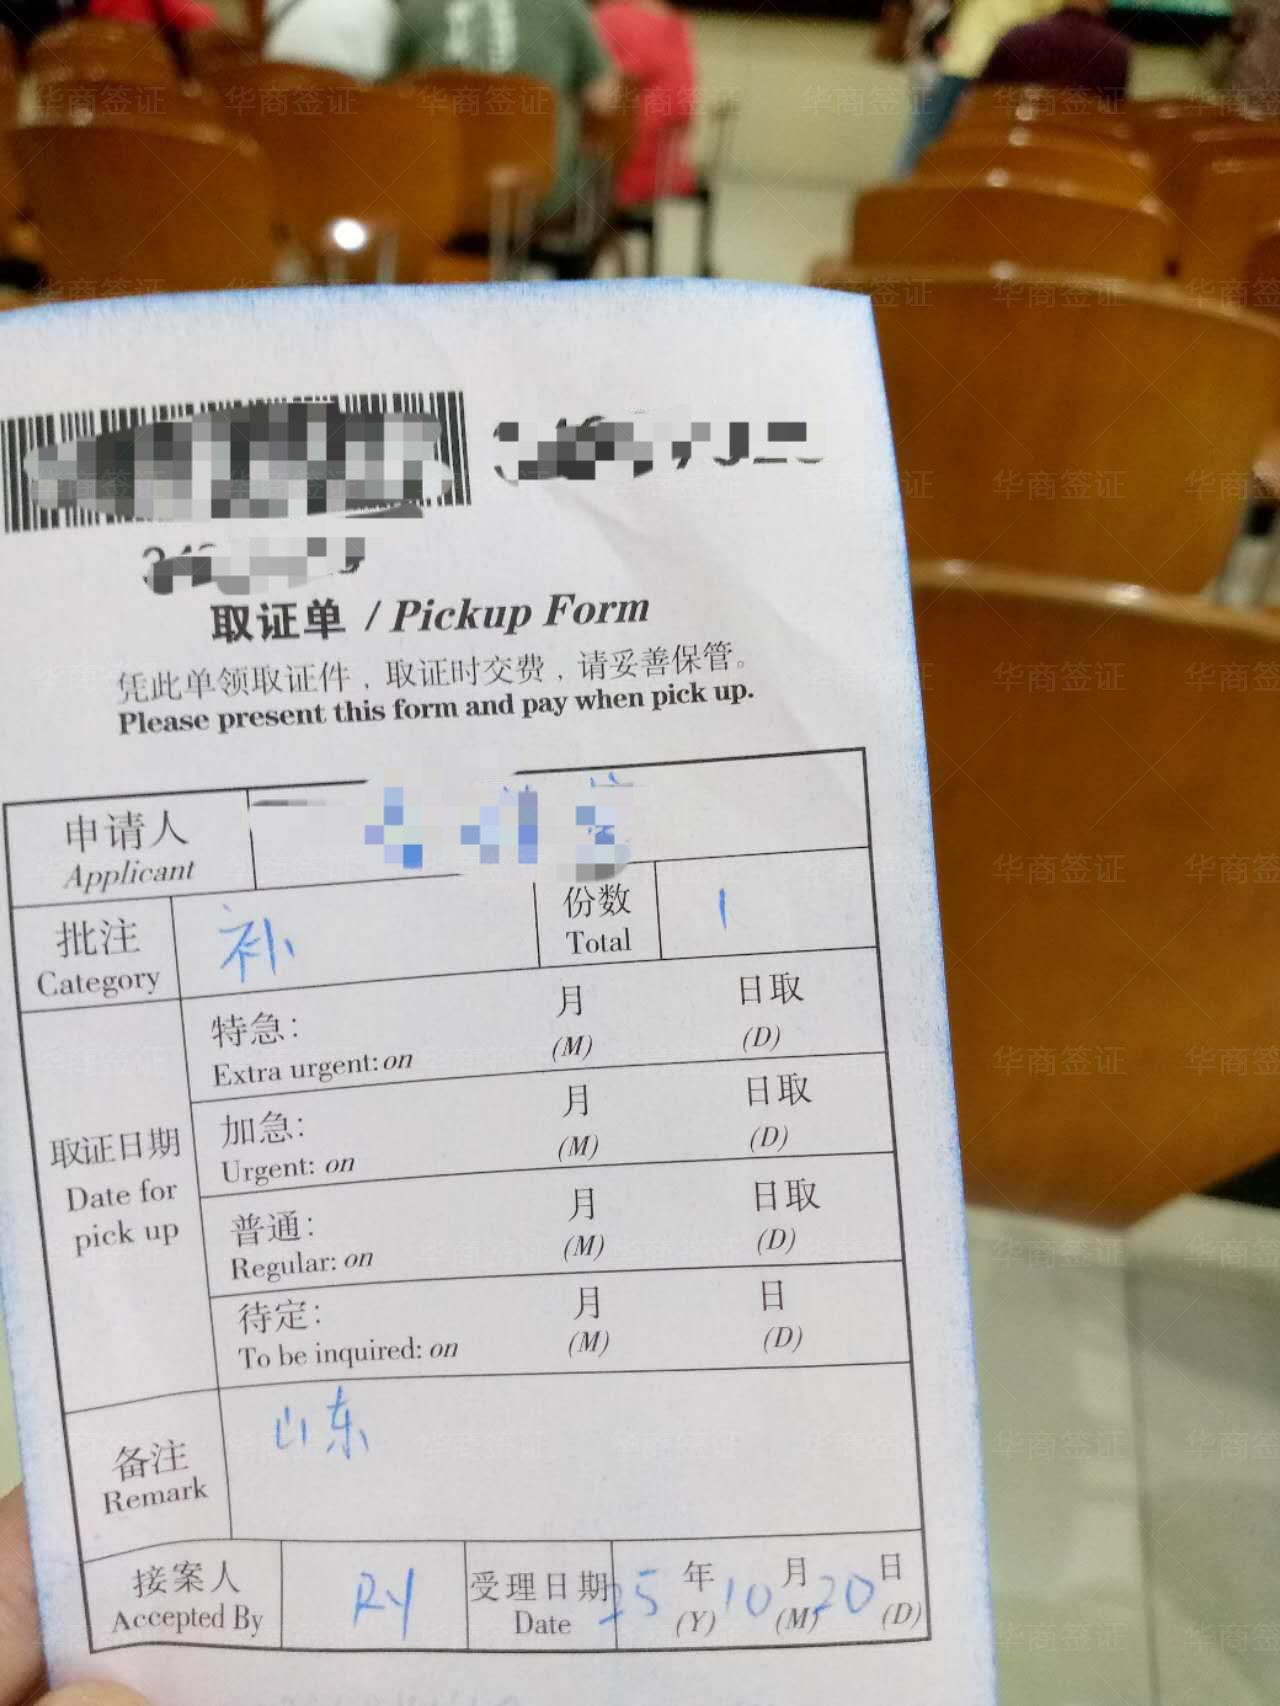 取证单 / Pickup Form
凭此单领取证件，取证时交费，请妥善保管。
Please present this form and pay when pick up.
申请人
Applicant
批注
Category
补
份数
Total
1
取证日期
Date for
pick up
特急： 月 日取
Extra urgent: on (M) (D)
加急： 月 日取
Urgent: on (M) (D)
普通： 月 日取
Regular: on (M) (D)
待定： 月 日
To be inquired: on (M) (D)
备注
Remark
山东
接案人
Accepted By
RY
受理日期
Date
25 年 10 月 20 日
(Y) (M) (D)
华商签证